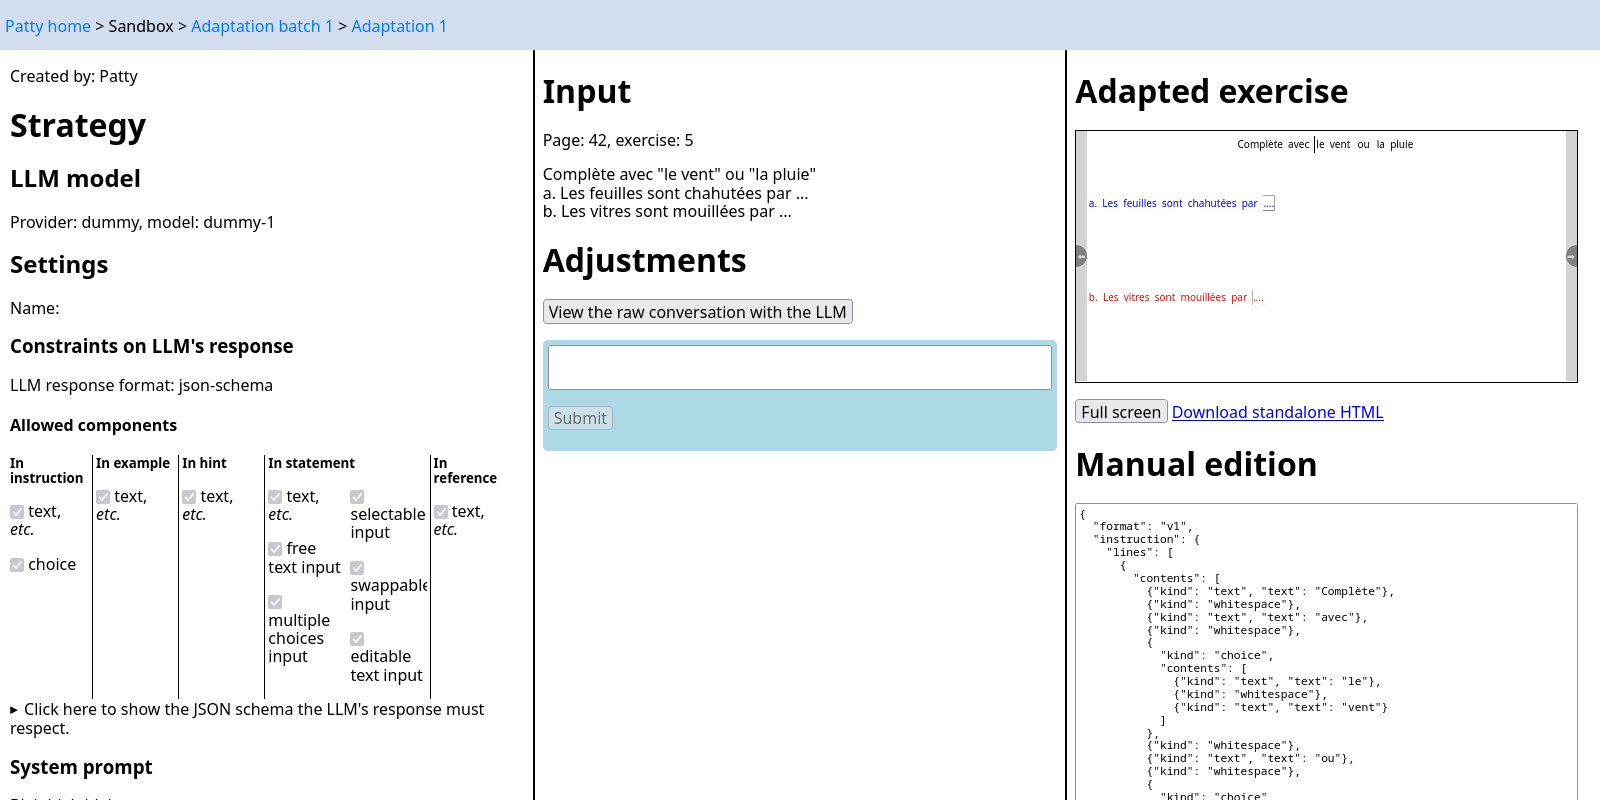 Patty home > Sandbox > Adaptation batch 1 > Adaptation 1
Created by: Patty
Strategy
LLM model
Provider: dummy, model: dummy-1
Settings
Name:
Constraints on LLM's response
LLM response format: json-schema
Allowed components
In instruction
text, etc.
choice
In example
text, etc.
In hint
text, etc.
In statement
text, etc.
free text input
multiple choices input
selectable input
swappable input
editable text input
In reference
text, etc.
▸ Click here to show the JSON schema the LLM's response must
respect.
System prompt
Input
Page: 42, exercise: 5
Complète avec "le vent" ou "la pluie"
a. Les feuilles sont chahutées par ...
b. Les vitres sont mouillées par ...
Adjustments
View the raw conversation with the LLM
Submit
Adapted exercise
Complète avec le vent ou la pluie
a. Les feuilles sont chahutées par ....
b. Les vitres sont mouillées par ....
Full screen Download standalone HTML
Manual edition
{
"format": "v1",
"instruction": {
"lines": [
{
"contents": [
{"kind": "text", "text": "Complète"},
{"kind": "whitespace"},
{"kind": "text", "text": "avec"},
{"kind": "whitespace"},
{
"kind": "choice",
"contents": [
{"kind": "text", "text": "le"},
{"kind": "whitespace"},
{"kind": "text", "text": "vent"}
]
},
{"kind": "whitespace"},
{"kind": "text", "text": "ou"},
{"kind": "whitespace"},
{
"kind": "choice"